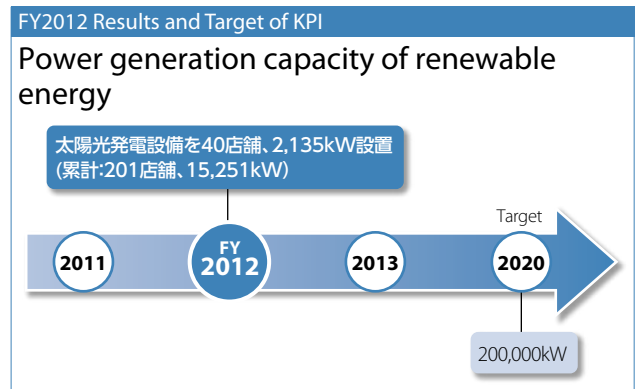 FY2012 Results and Target of KPI
Power generation capacity of renewable
energy
太陽光発電設備を40店舗、2,135kW設置
(累計:201店舗、15,251kW)
Target
2011
FY
2012
2013
2020
200,000kW